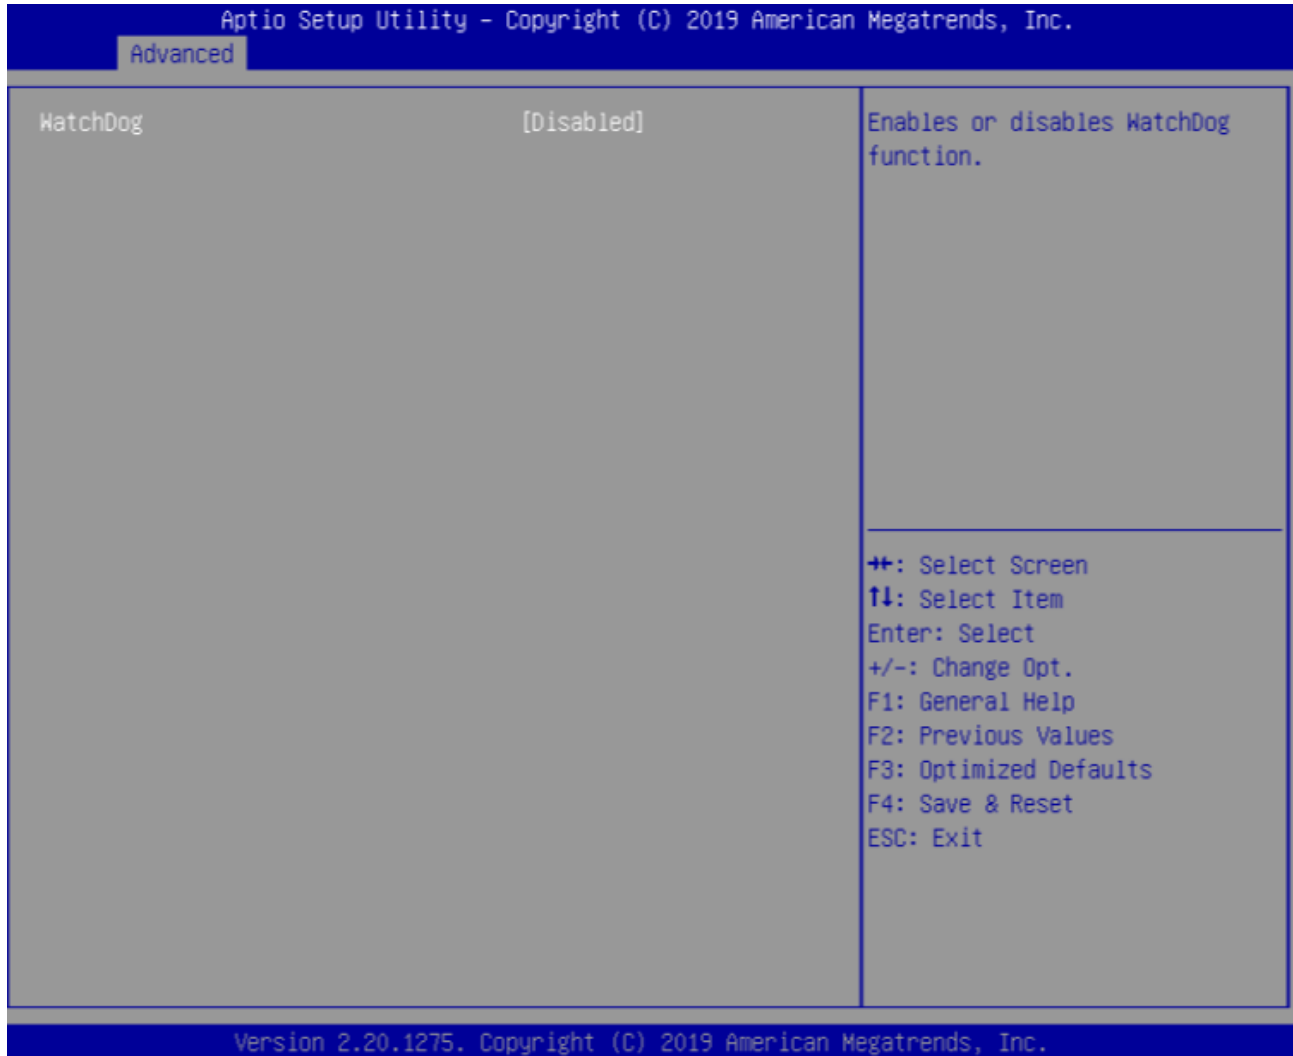 Aptio Setup Utility – Copyright (C) 2019 American Megatrends, Inc.
Advanced
WatchDog [Disabled]
Enables or disables WatchDog
function.
→←: Select Screen
↑↓: Select Item
Enter: Select
+/-: Change Opt.
F1: General Help
F2: Previous Values
F3: Optimized Defaults
F4: Save & Reset
ESC: Exit
Version 2.20.1275. Copyright (C) 2019 American Megatrends, Inc.